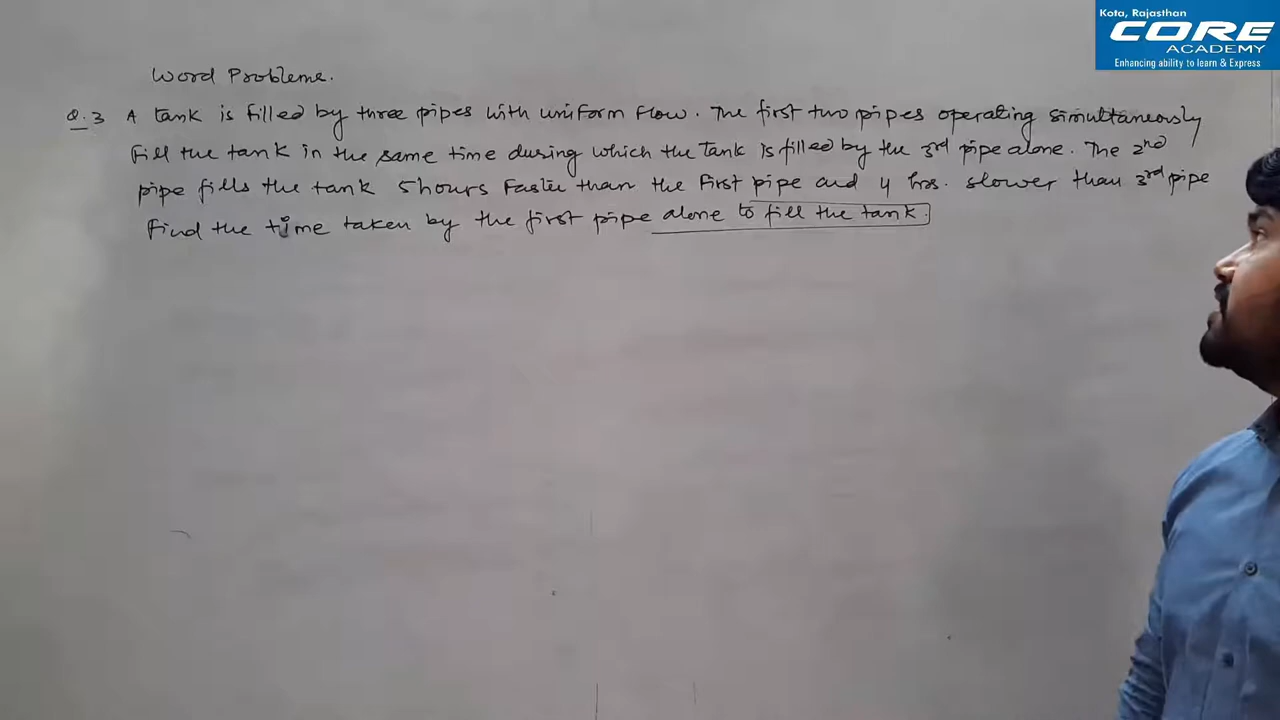 Kota, Rajasthan
CORE
ACADEMY
Enhancing ability to learn & Express
Word Probleme.
Q.3 A tank is filled by three pipes with uniform flow. The first two pipes operating simultaneously
fill the tank in the same time during which the tank is filled by the 3rd pipe alone. The 2nd
pipe fills the tank 5 hours faster than the first pipe and 4 hrs. slower than 3rd pipe
find the time taken by the first pipe alone to fill the tank.